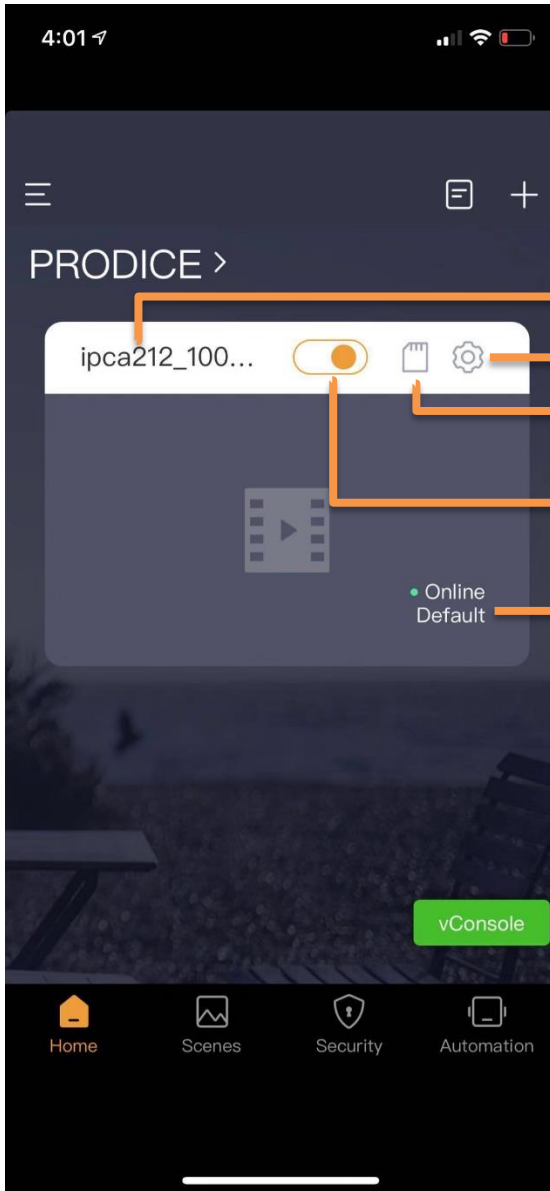 4:01
PRODICE >
ipca212_100...
Online
Default
vConsole
Home
Scenes
Security
Automation